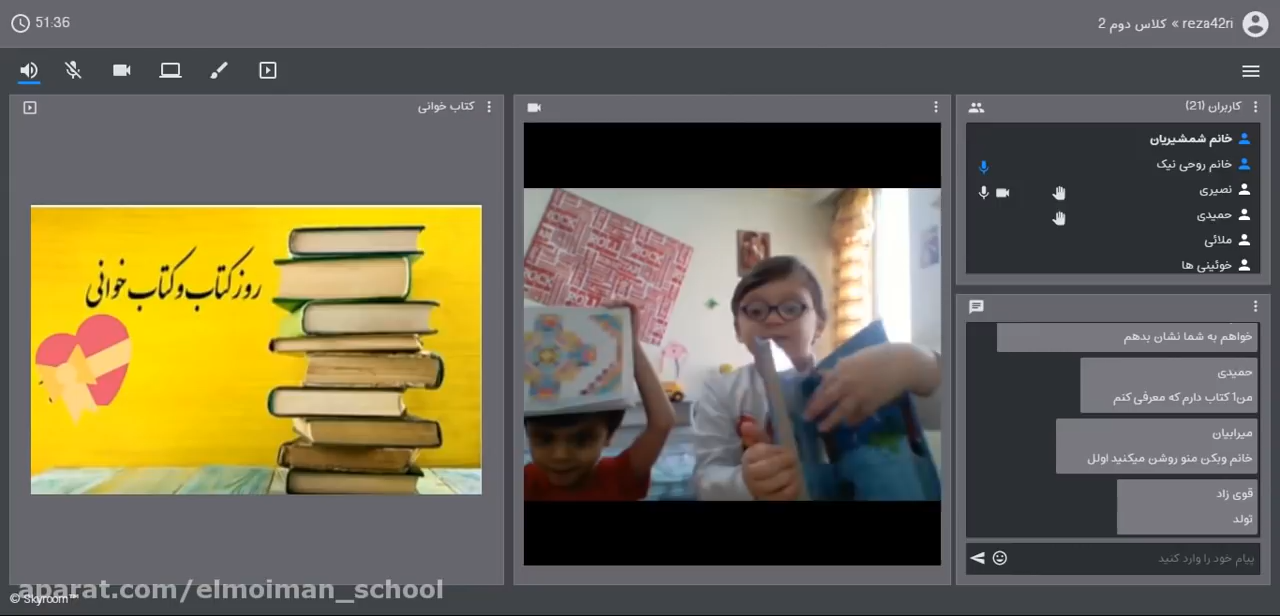 51:36
reza42ri » کلاس دوم 2
کتاب خوانی
روز کتاب و کتاب خوانی
کاربران (21)
خانم شمشیریان
خانم روحی نیک
نصیری
حمیدی
ملائی
خوئینی ها
خواهم به شما نشان بدهم
حمیدی
من1 کتاب دارم که معرفی کنم
میرابیان
خانم وبکن منو روشن میکنید اولل
قوی زاد
تولد
پیام خود را وارد کنید
aparat.com/elmoiman_school
© Skyroom™